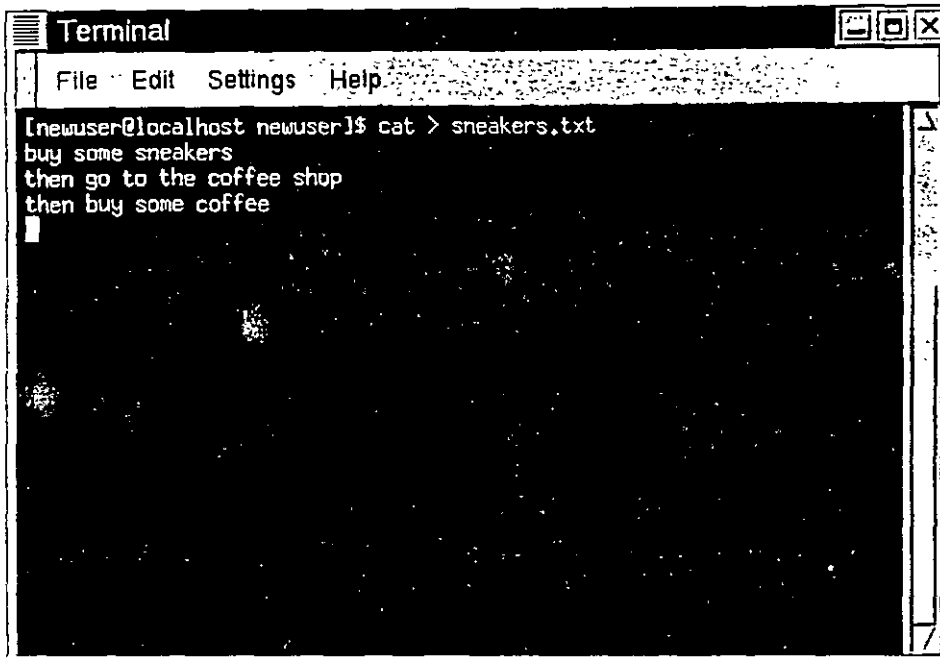 Terminal
File Edit Settings Help
[newuser@localhost newuser]$ cat > sneakers.txt
buy some sneakers
then go to the coffee shop
then buy some coffee